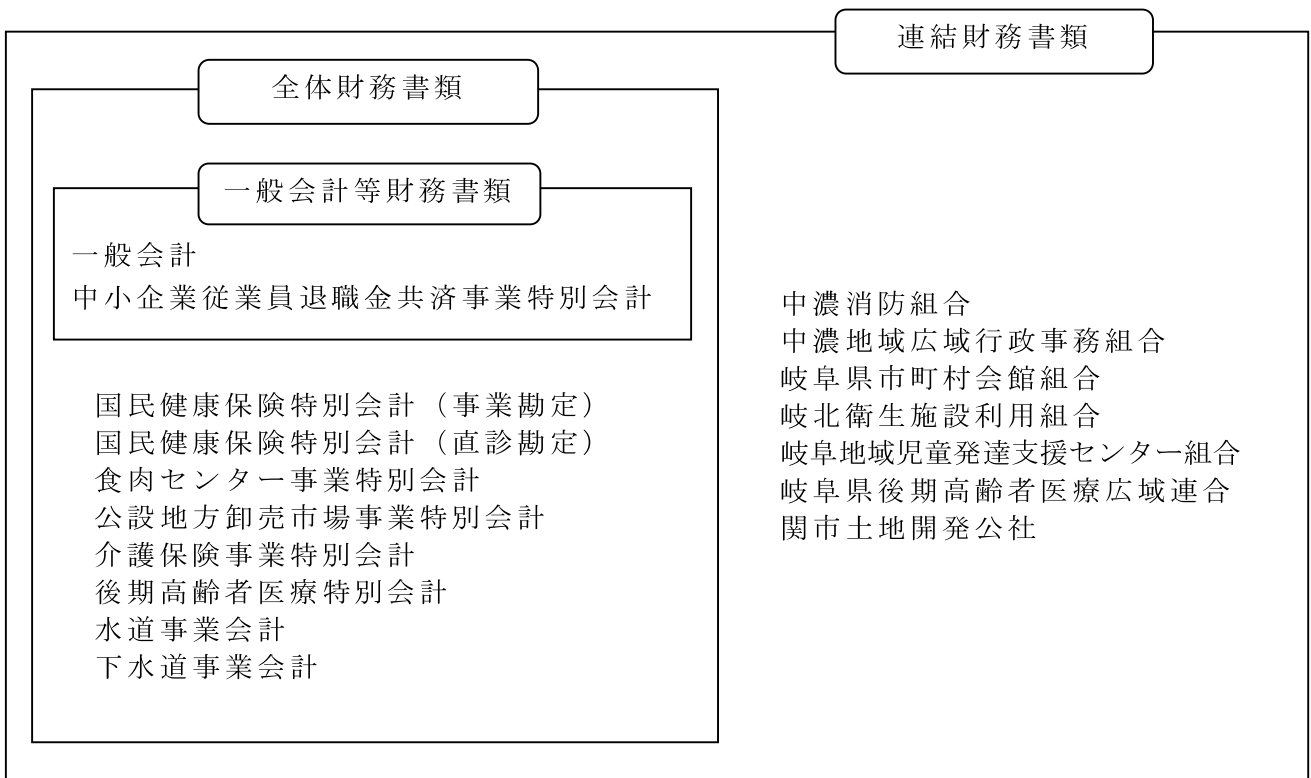 連結財務書類
全体財務書類
一般会計等財務書類
一般会計
中小企業従業員退職金共済事業特別会計
国民健康保険特別会計（事業勘定）
国民健康保険特別会計（直診勘定）
食肉センター事業特別会計
公設地方卸売市場事業特別会計
介護保険事業特別会計
後期高齢者医療特別会計
水道事業会計
下水道事業会計
中濃消防組合
中濃地域広域行政事務組合
岐阜県市町村会館組合
岐北衛生施設利用組合
岐阜地域児童発達支援センター組合
岐阜県後期高齢者医療広域連合
関市土地開発公社